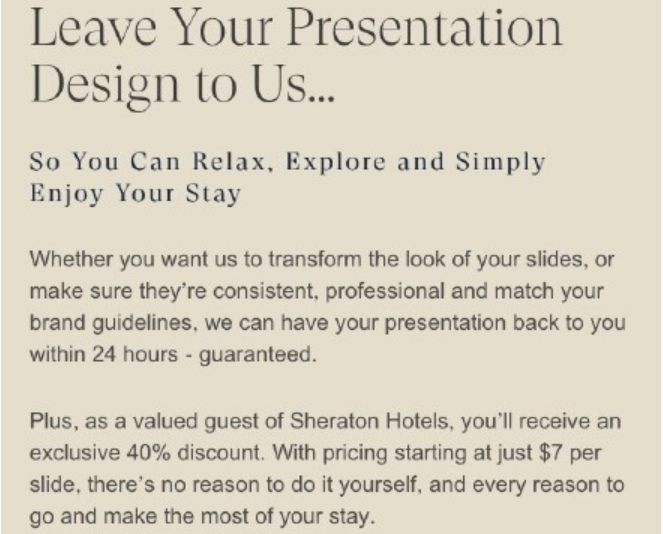 Leave Your Presentation
Design to Us...
So You Can Relax, Explore and Simply
Enjoy Your Stay
Whether you want us to transform the look of your slides, or
make sure they’re consistent, professional and match your
brand guidelines, we can have your presentation back to you
within 24 hours - guaranteed.
Plus, as a valued guest of Sheraton Hotels, you’ll receive an
exclusive 40% discount. With pricing starting at just $7 per
slide, there’s no reason to do it yourself, and every reason to
go and make the most of your stay.